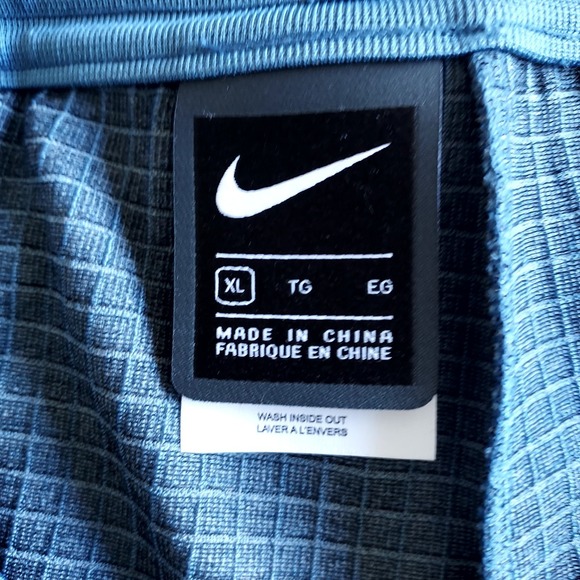 XL TG EG
MADE IN CHINA
FABRIQUE EN CHINE
WASH INSIDE OUT
LAVER A L'ENVERS